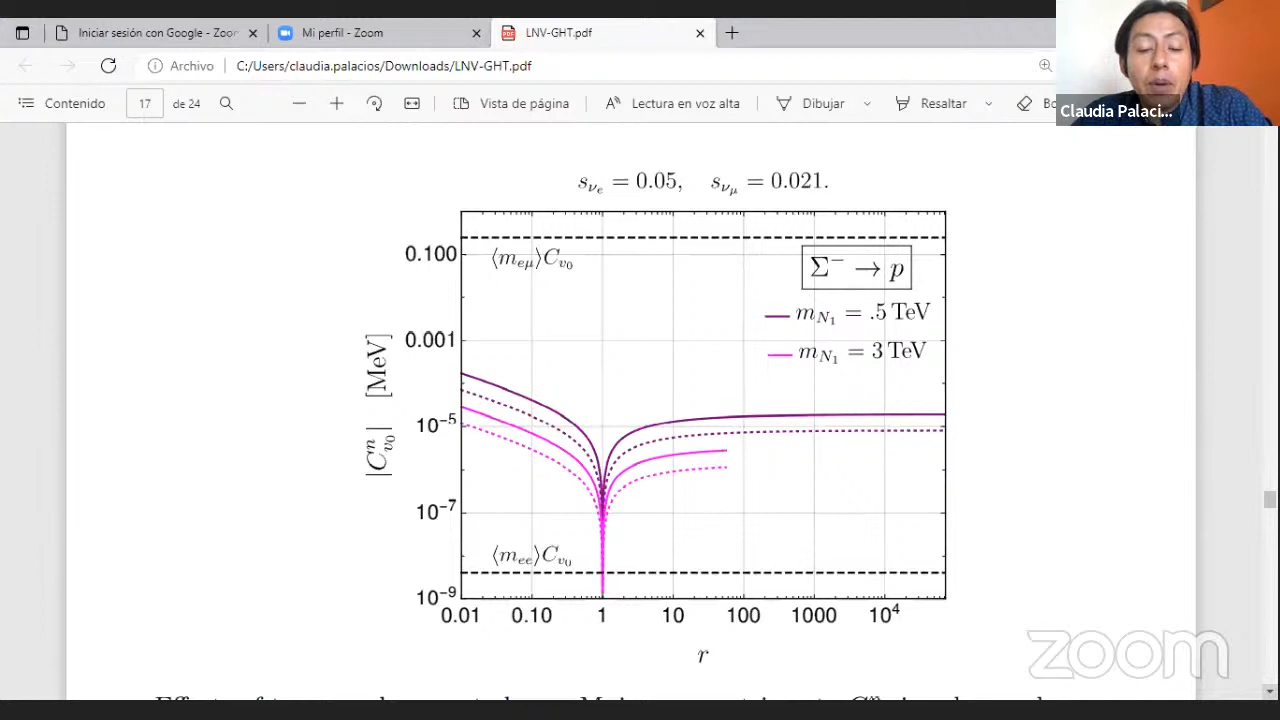 Iniciar sesión con Google - Zoom
Mi perfil - Zoom
LNV-GHT.pdf
Archivo
C:/Users/claudia.palacios/Downloads/LNV-GHT.pdf
Contenido
17
de 24
Vista de página
Lectura en voz alta
Dibujar
Resaltar
Claudia Palaci...
s_{ν_e} = 0.05, s_{ν_μ} = 0.021.
0.100
0.001
10^{-5}
10^{-7}
10^{-9}
|C^n_{v_0}| [MeV]
⟨m_{eμ}⟩C_{v_0}
Σ^- → p
m_{N_1} = .5 TeV
m_{N_1} = 3 TeV
⟨m_{ee}⟩C_{v_0}
0.01 0.10 1 10 100 1000 10^4
r
zoom